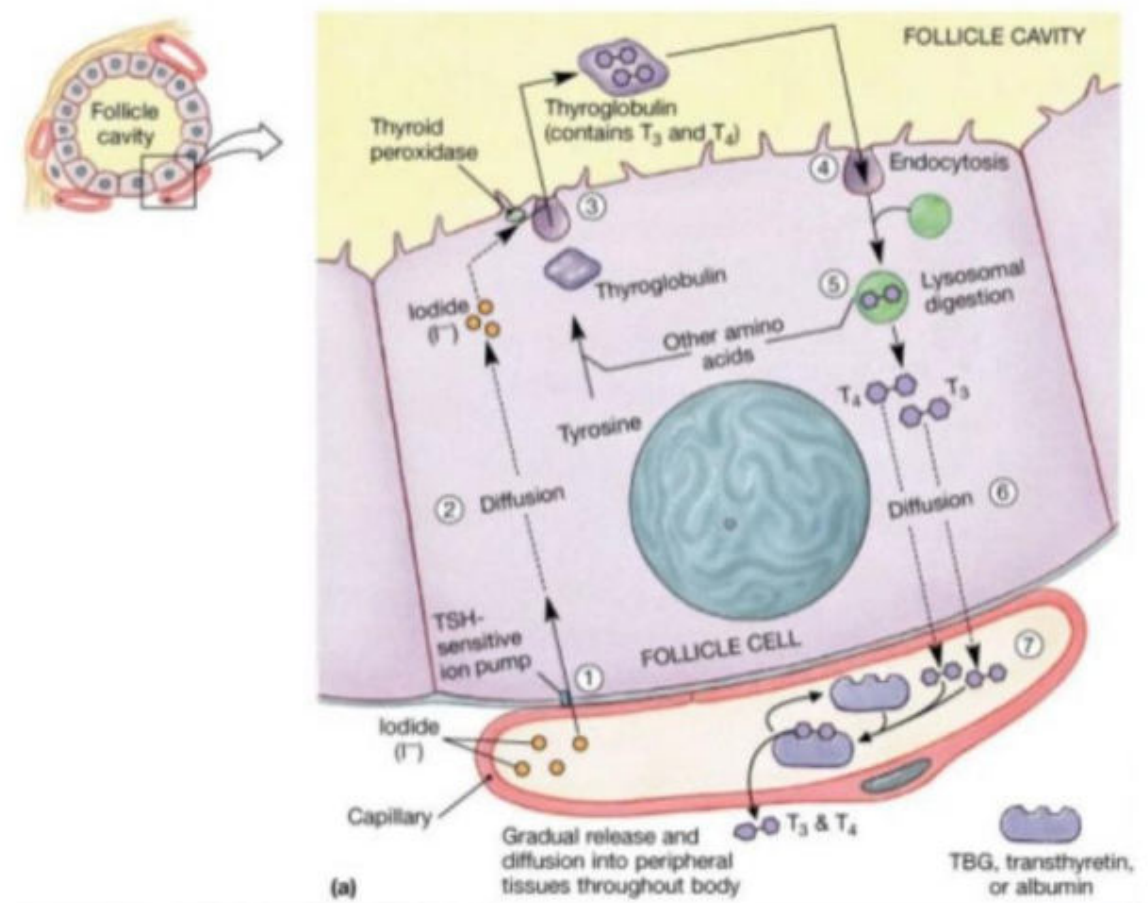 Follicle
cavity
FOLLICLE CAVITY
Thyroglobulin
(contains T₃ and T₄)
Thyroid
peroxidase
④
Endocytosis
③
Thyroglobulin
⑤
Lysosomal
digestion
Iodide
(I⁻)
Other amino
acids
T₄
T₃
Tyrosine
② Diffusion
Diffusion ⑥
TSH-
sensitive
ion pump
①
FOLLICLE CELL
⑦
Iodide
(I⁻)
Capillary
T₃ & T₄
Gradual release and
diffusion into peripheral
tissues throughout body
TBG, transthyretin,
or albumin
(a)